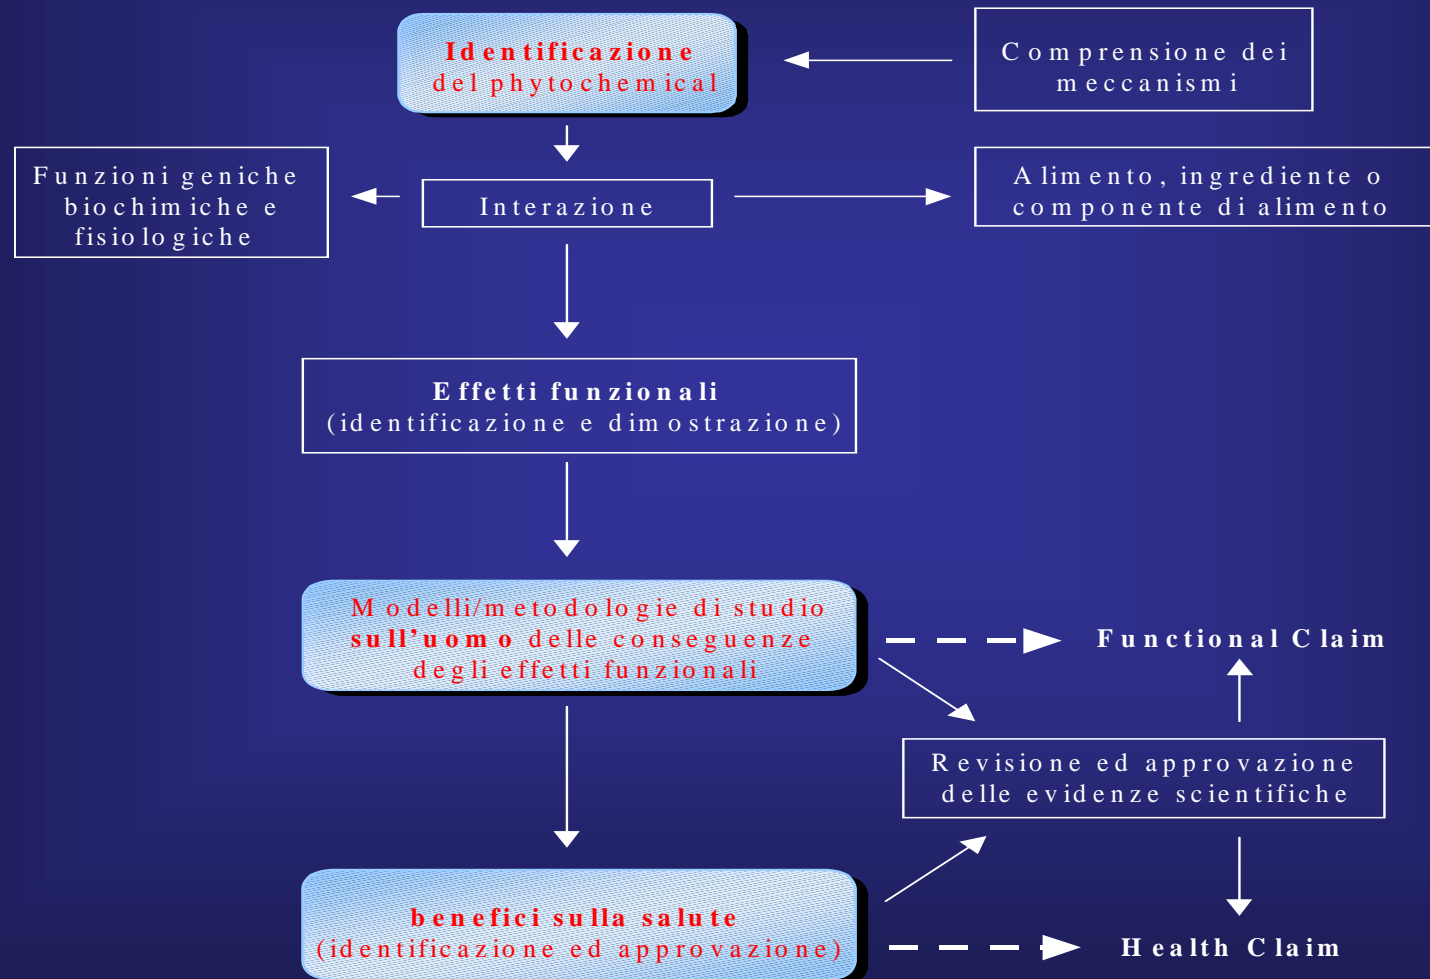 Identificazione
del phytochemical
Comprensione dei
meccanismi
Funzioni geniche
biochimiche e
fisiologiche
Interazione
Alimento, ingrediente o
componente di alimento
Effetti funzionali
(identificazione e dimostrazione)
Modelli/metodologie di studio
sull'uomo delle conseguenze
degli effetti funzionali
Functional Claim
Revisione ed approvazione
delle evidenze scientifiche
benefici sulla salute
(identificazione ed approvazione)
Health Claim